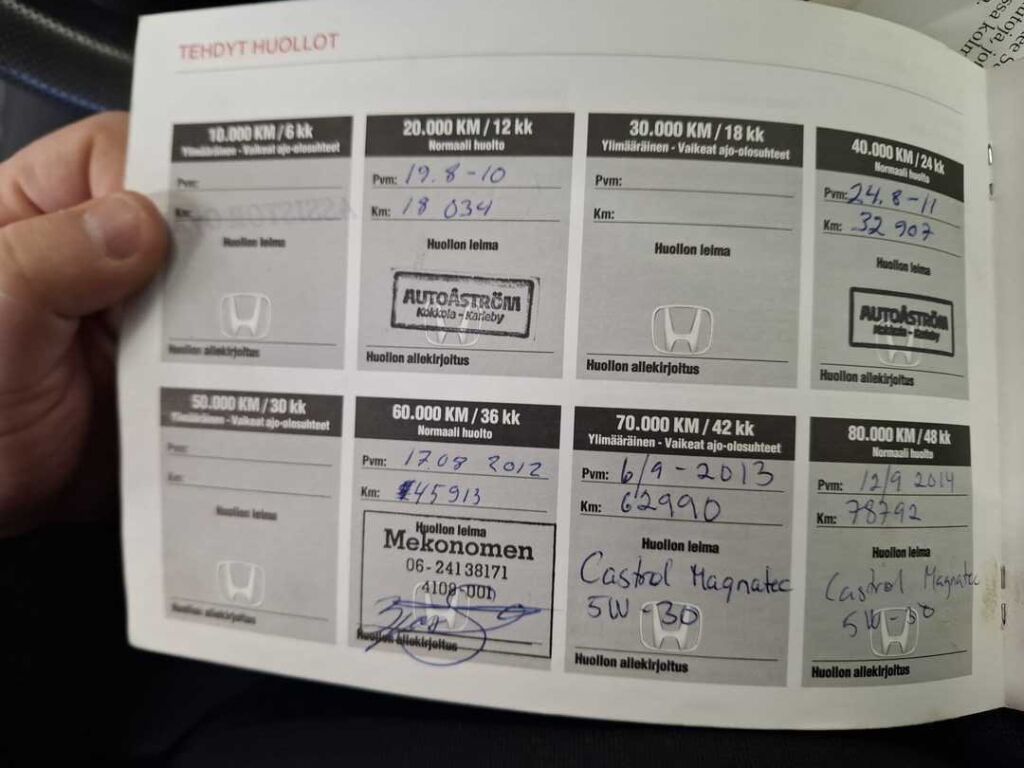 TEHDYT HUOLLOT
10.000 KM / 6 kk
Ylimääräinen - Vaikeat ajo-olosuhteet
Pvm:
Km:
Huollon leima
Huollon allekirjoitus
20.000 KM / 12 kk
Normaali huolto
Pvm: 19.8-10
Km: 18 034
Huollon leima
AUTOÅSTRÖM
Kokkola - Karleby
Huollon allekirjoitus
30.000 KM / 18 kk
Ylimääräinen - Vaikeat ajo-olosuhteet
Pvm:
Km:
Huollon leima
Huollon allekirjoitus
40.000 KM / 24 kk
Normaali huolto
Pvm: 24.8-11
Km: 32 907
Huollon leima
AUTOÅSTRÖM
Kokkola - Karleby
Huollon allekirjoitus
50.000 KM / 30 kk
Ylimääräinen - Vaikeat ajo-olosuhteet
Pvm:
Km:
Huollon leima
Huollon allekirjoitus
60.000 KM / 36 kk
Normaali huolto
Pvm: 17.08 2012
Km: 45913
Huollon leima
Mekonomen
06-24138171
4108-001
Huollon allekirjoitus
70.000 KM / 42 kk
Ylimääräinen - Vaikeat ajo-olosuhteet
Pvm: 6/9 - 2013
Km: 62990
Huollon leima
Castrol Magnatec
5W-30
Huollon allekirjoitus
80.000 KM / 48 kk
Normaali huolto
Pvm: 12/9 2014
Km: 78792
Huollon leima
Castrol Magnatec
5W-30
Huollon allekirjoitus